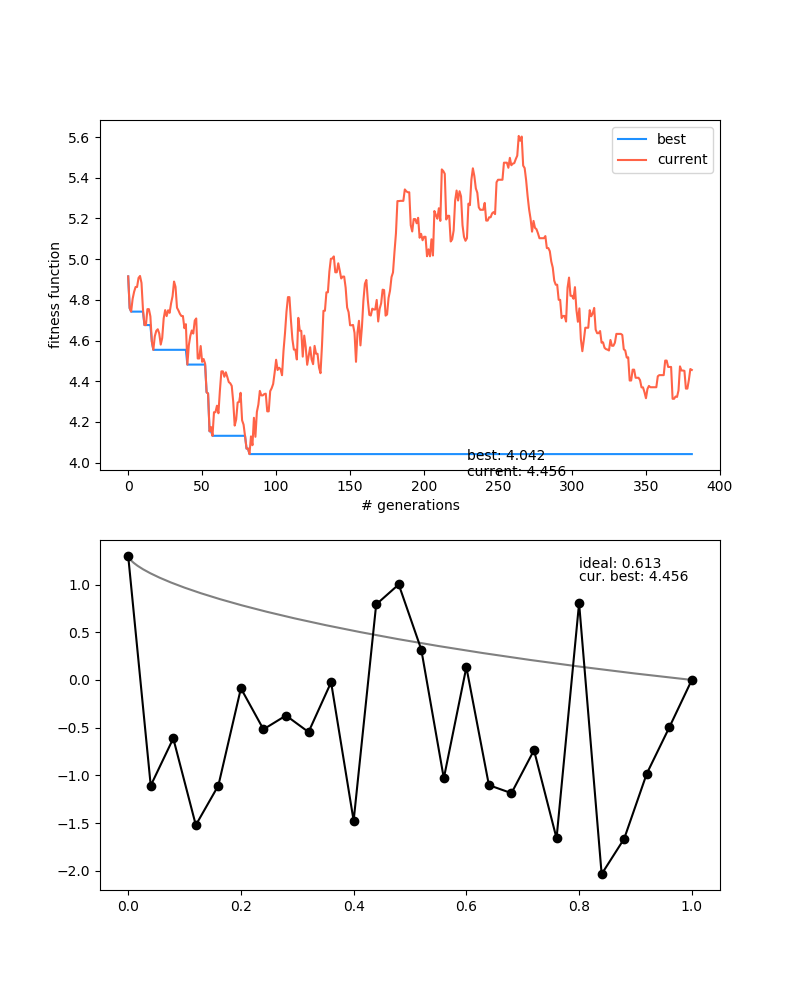 5.6
5.4
5.2
5.0
4.8
4.6
4.4
4.2
4.0
fitness function
best
current
best: 4.042
current: 4.456
0 50 100 150 200 250 300 350 400
# generations
ideal: 0.613
cur. best: 4.456
1.0
0.5
0.0
−0.5
−1.0
−1.5
−2.0
0.0 0.2 0.4 0.6 0.8 1.0